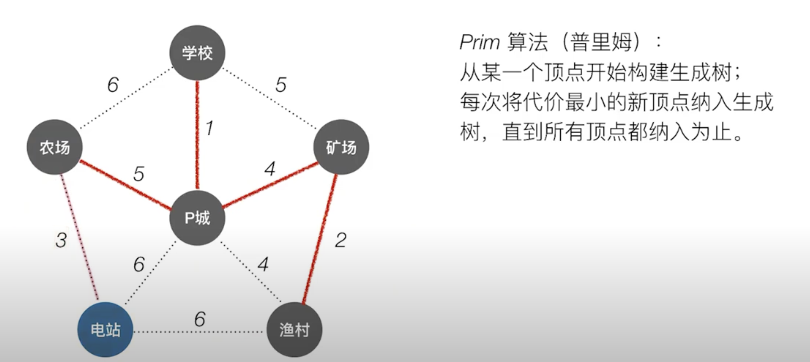 学校
Prim 算法（普里姆）：
从某一个顶点开始构建生成树；
每次将代价最小的新顶点纳入生成
树，直到所有顶点都纳入为止。
6
5
1
农场
矿场
5
4
P城
3
6
4
2
电站
6
渔村